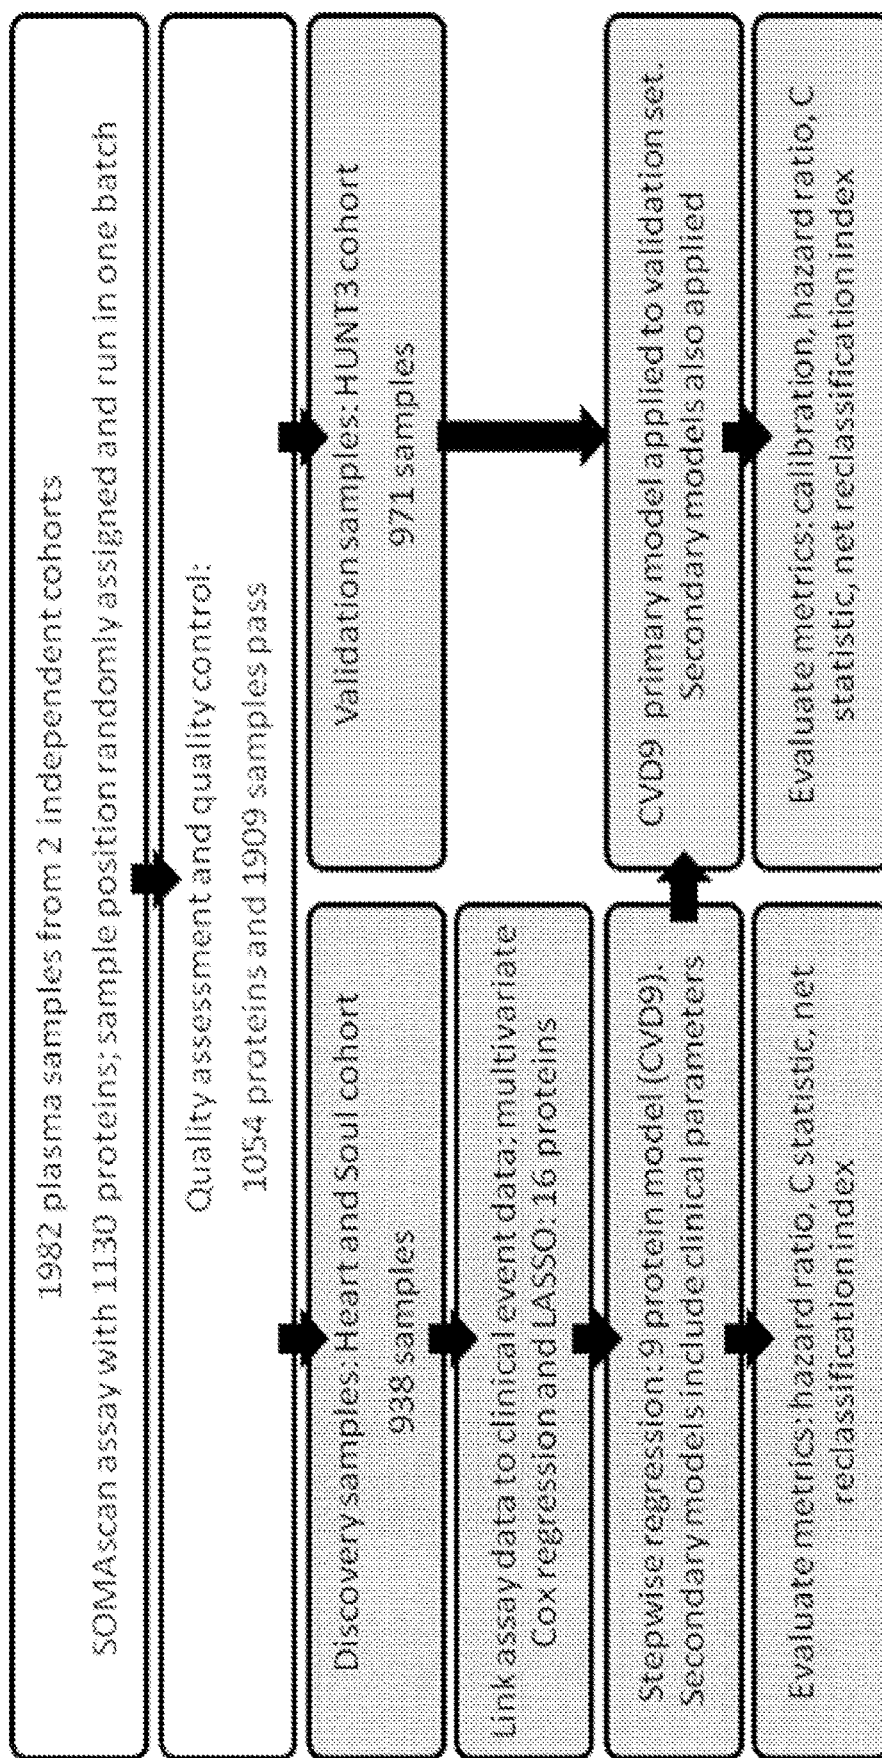 1982 plasma samples from 2 independent cohorts
SOMAscan assay with 1130 proteins; sample position randomly assigned and run in one batch
Quality assessment and quality control:
1054 proteins and 1909 samples pass
Discovery samples: Heart and Soul cohort
938 samples
Validation samples: HUNT3 cohort
971 samples
Link assay data to clinical event data; multivariate
Cox regression and LASSO: 16 proteins
Stepwise regression: 9 protein model (CVD9).
Secondary models include clinical parameters
CVD9 primary model applied to validation set.
Secondary models also applied
Evaluate metrics: hazard ratio, C statistic, net
reclassification index
Evaluate metrics: calibration, hazard ratio, C
statistic, net reclassification index